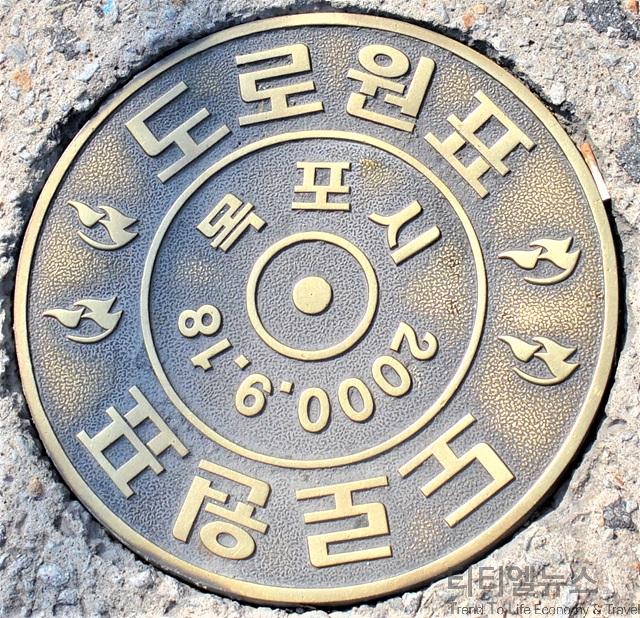 도로원표
목포시
2000.9.18
도로원표
티티엘뉴스
Trend To Life Economy & Travel